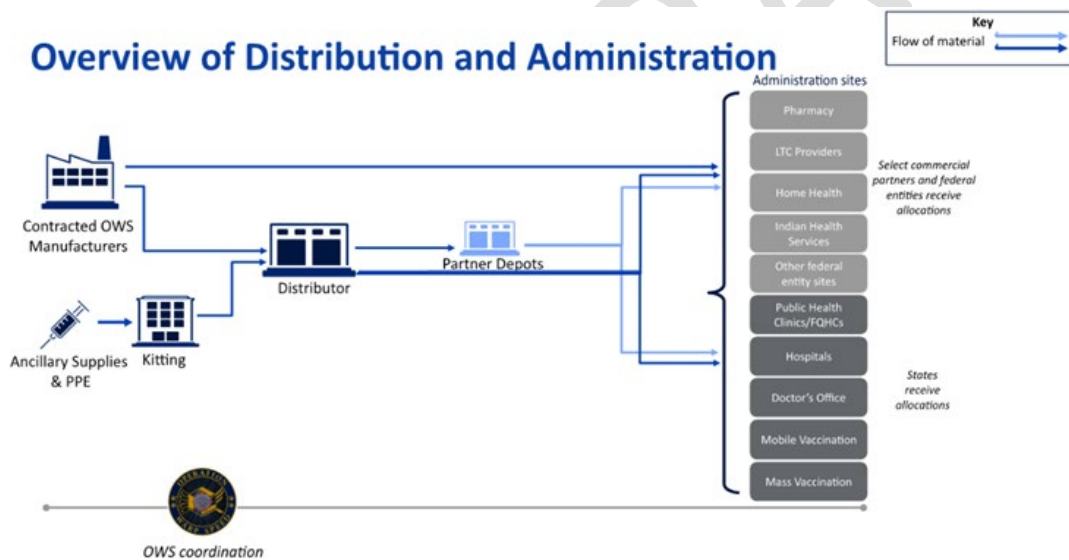 Overview of Distribution and Administration
Key
Flow of material
Administration sites
Pharmacy
LTC Providers
Home Health
Indian Health
Services
Other federal
entity sites
Public Health
Clinics/FQHCs
Hospitals
Doctor's Office
Mobile Vaccination
Mass Vaccination
Select commercial
partners and federal
entities receive
allocations
States
receive
allocations
Contracted OWS
Manufacturers
Distributor
Partner Depots
Ancillary Supplies
& PPE
Kitting
OPERATION
WARP SPEED
OWS coordination